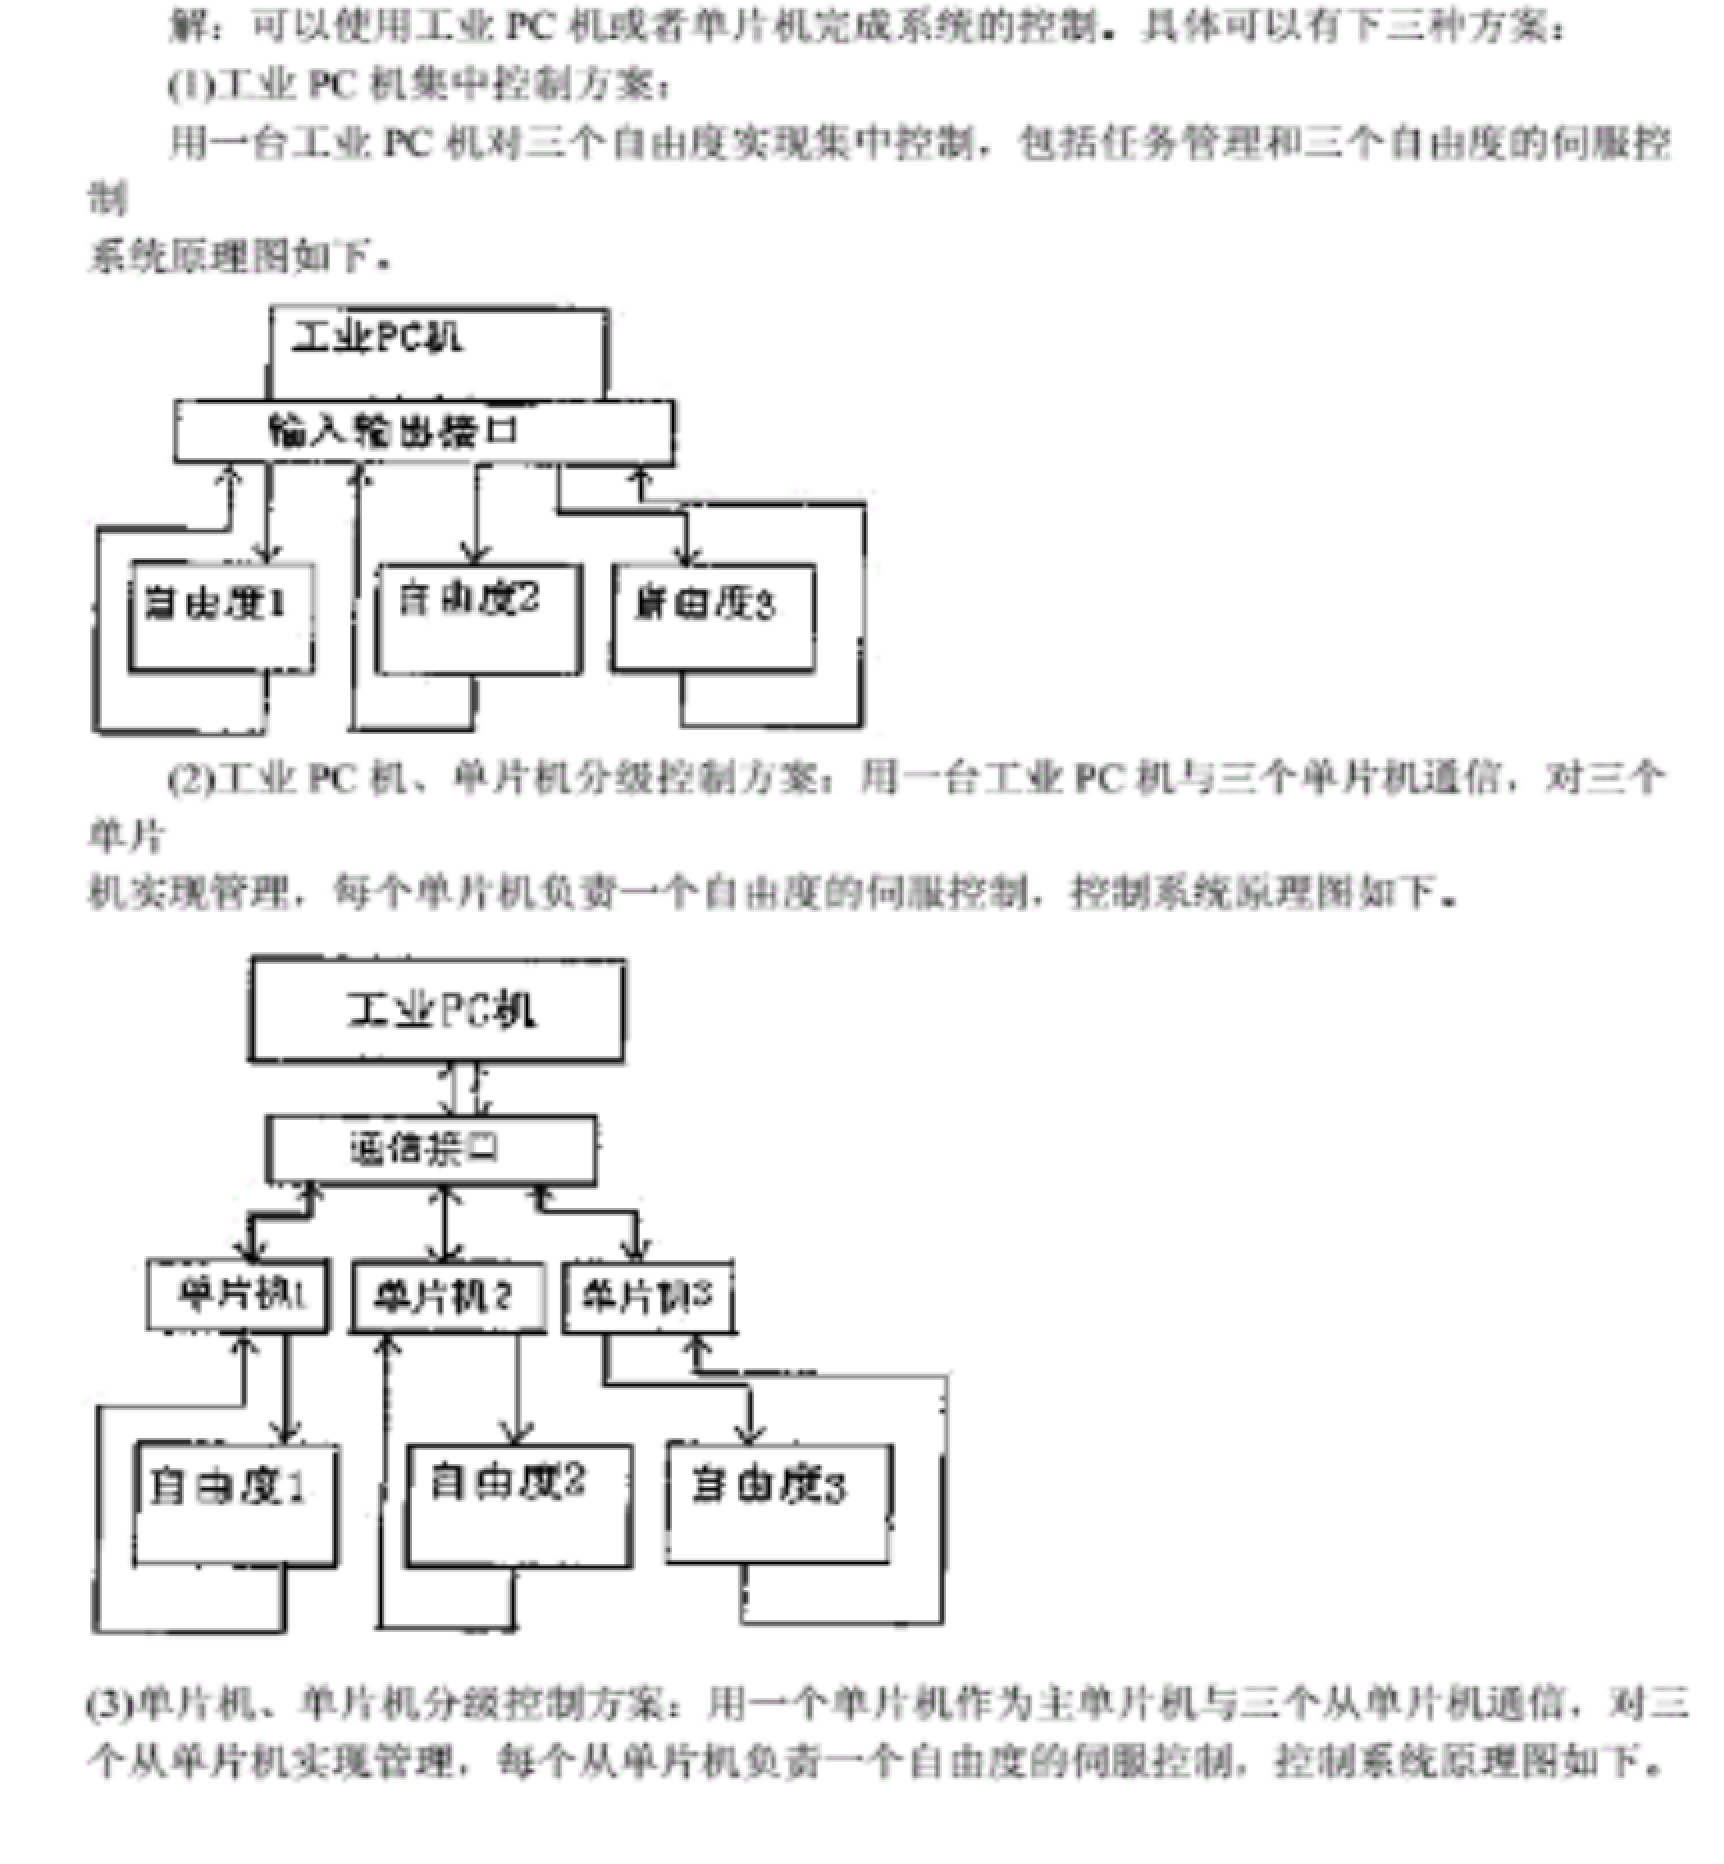 解：可以使用工业 PC 机或者单片机完成系统的控制。具体可以有下三种方案：
(1)工业 PC 机集中控制方案：
用一台工业 PC 机对三个自由度实现集中控制，包括任务管理和三个自由度的伺服控
制
系统原理图如下。
工业PC机
输入输出接口
自由度1
自由度2
自由度3
(2)工业 PC 机、单片机分级控制方案：用一台工业 PC 机与三个单片机通信，对三个
单片
机实现管理，每个单片机负责一个自由度的伺服控制，控制系统原理图如下。
工业PC机
通信接口
单片机1
单片机2
单片机3
自由度1
自由度2
自由度3
(3)单片机、单片机分级控制方案：用一个单片机作为主单片机与三个从单片机通信，对三
个从单片机实现管理，每个从单片机负责一个自由度的伺服控制，控制系统原理图如下。